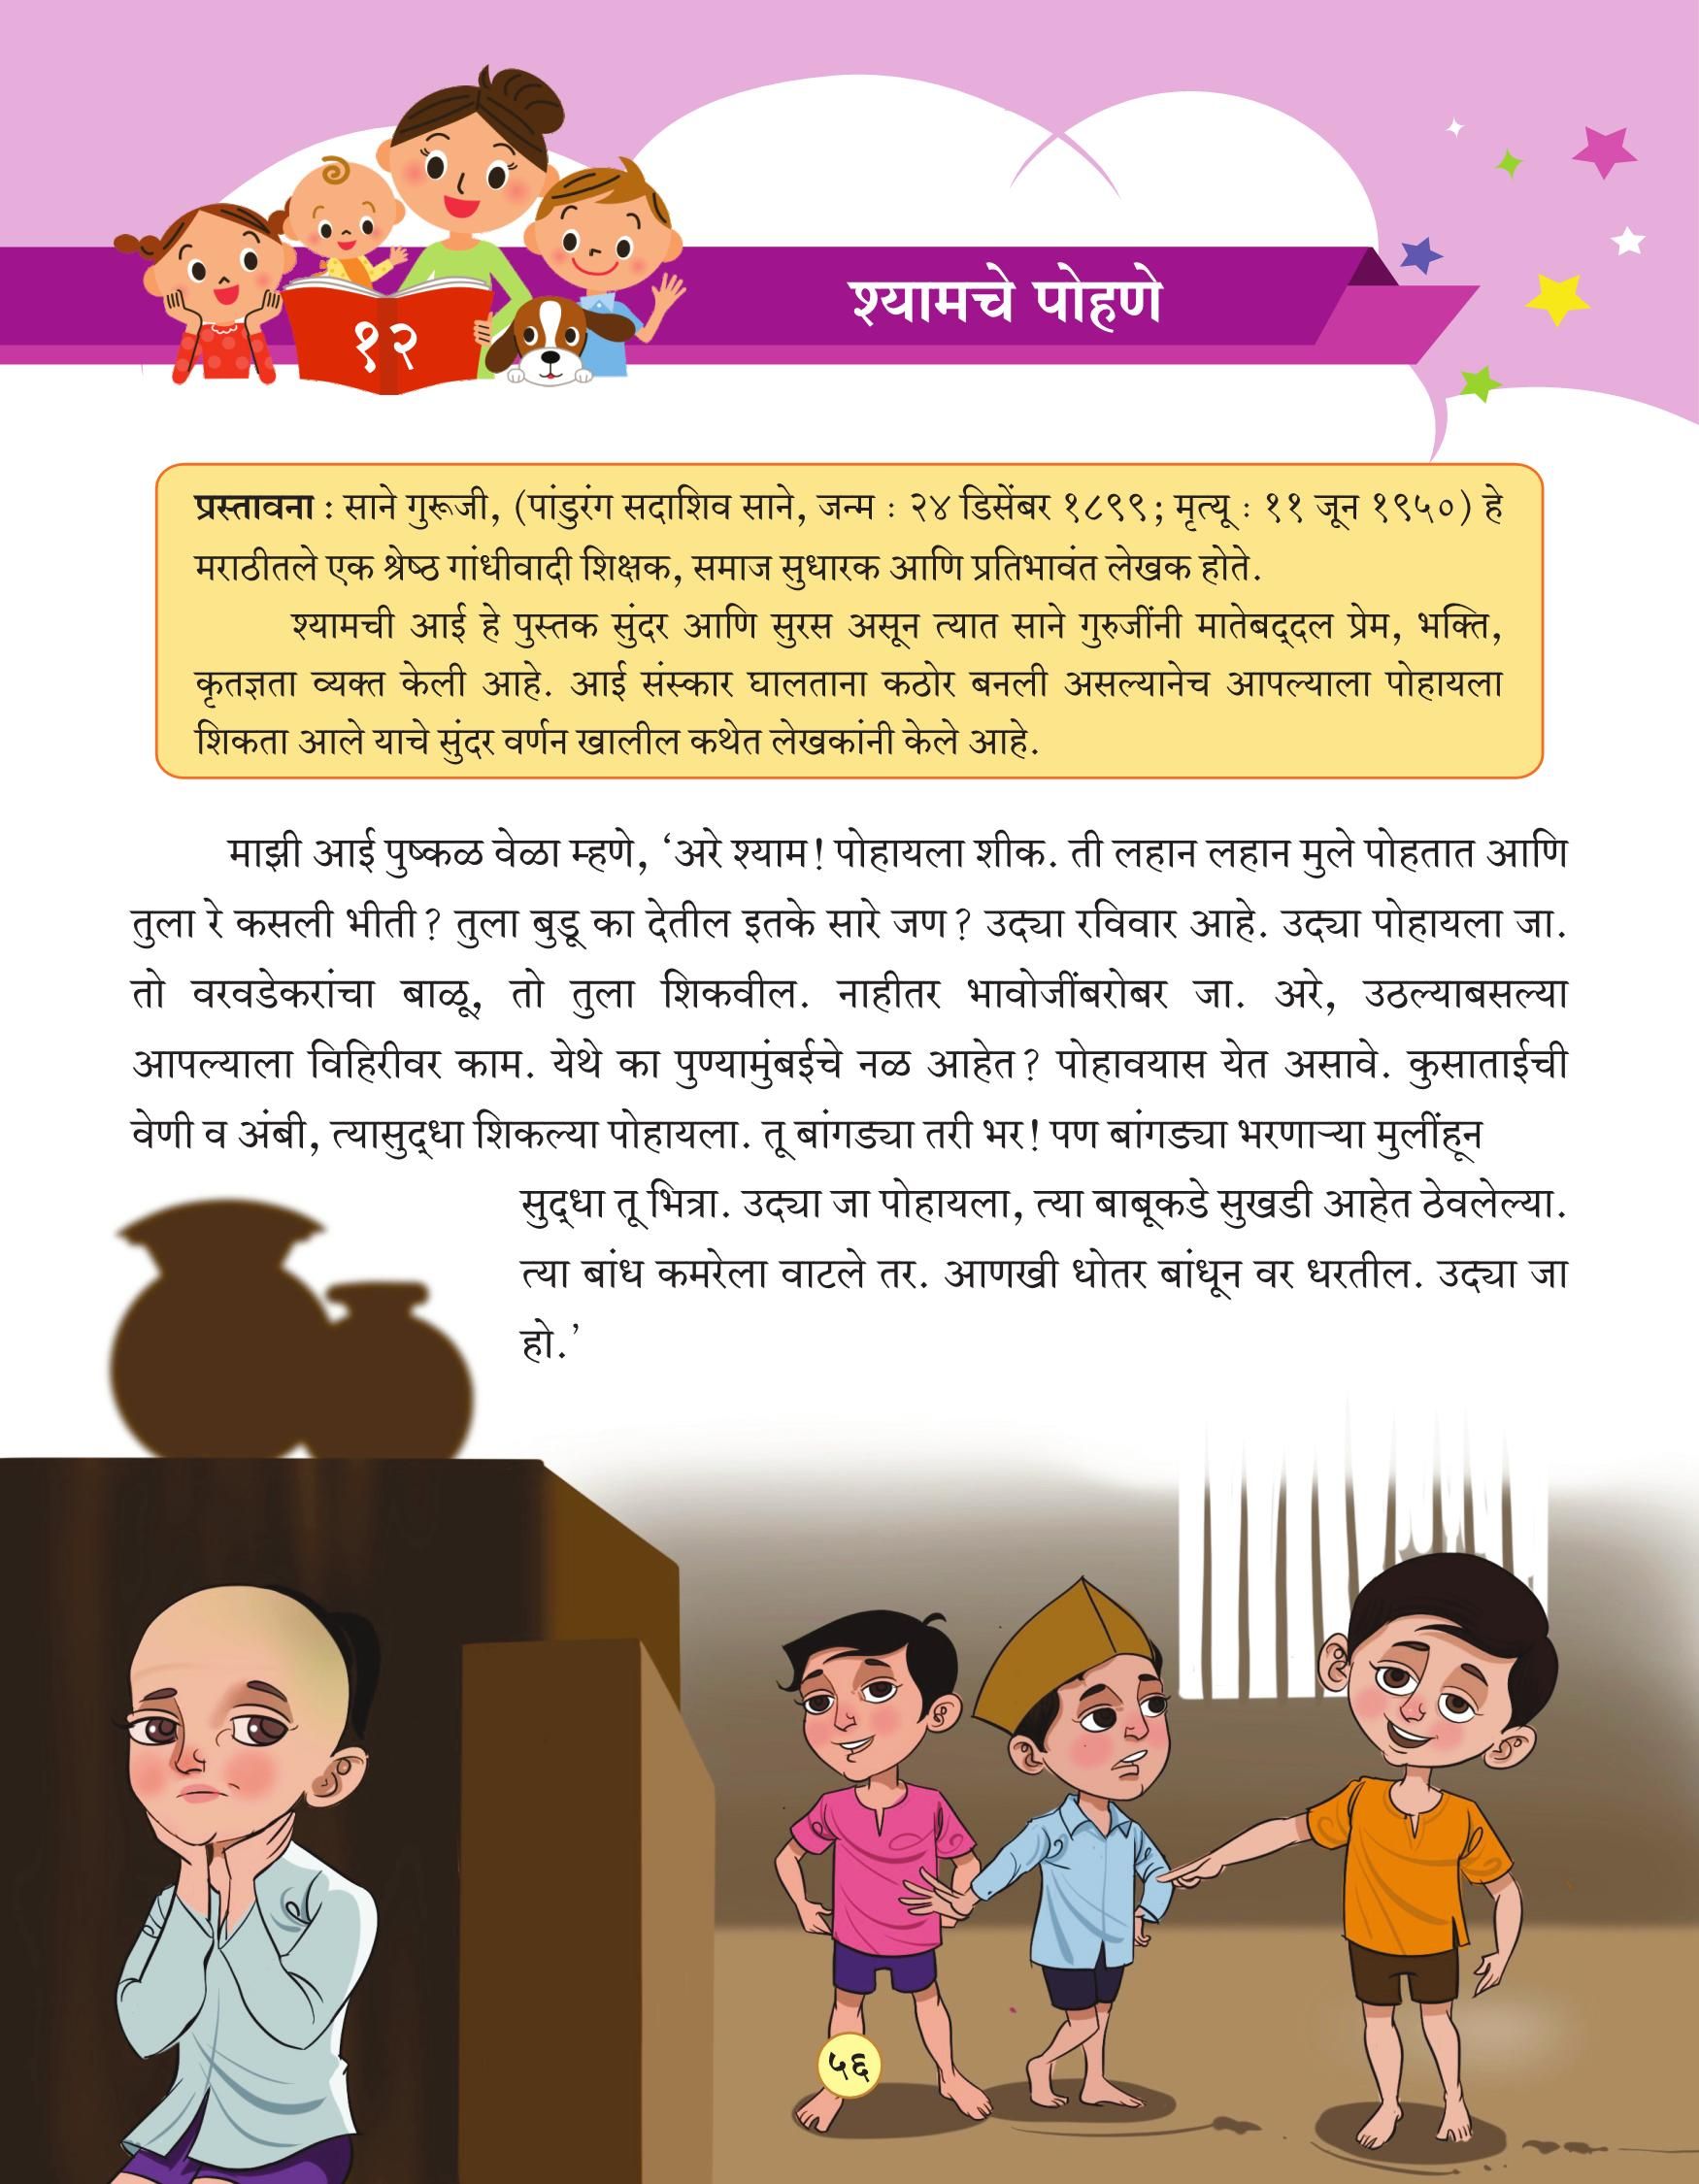 श्यामचे पोहणे
१२
प्रस्तावना : साने गुरूजी, (पांडुरंग सदाशिव साने, जन्म : २४ डिसेंबर १८९९; मृत्यू : ११ जून १९५०) हे
मराठीतले एक श्रेष्ठ गांधीवादी शिक्षक, समाज सुधारक आणि प्रतिभावंत लेखक होते.
श्यामची आई हे पुस्तक सुंदर आणि सुरस असून त्यात साने गुरुजींनी मातेबद्‌दल प्रेम, भक्ति,
कृतज्ञता व्यक्त केली आहे. आई संस्कार घालताना कठोर बनली असल्यानेच आपल्याला पोहायला
शिकता आले याचे सुंदर वर्णन खालील कथेत लेखकांनी केले आहे.
माझी आई पुष्कळ वेळा म्हणे, ‘अरे श्याम! पोहायला शीक. ती लहान लहान मुले पोहतात आणि
तुला रे कसली भीती? तुला बुडू का देतील इतके सारे जण? उद्या रविवार आहे. उद्या पोहायला जा.
तो वरवडेकरांचा बाळू, तो तुला शिकवील. नाहीतर भावोजींबरोबर जा. अरे, उठल्याबसल्या
आपल्याला विहिरीवर काम. येथे का पुण्यामुंबईचे नळ आहेत? पोहावयास येत असावे. कुसाताईची
वेणी व अंबी, त्यासुद्‌धा शिकल्या पोहायला. तू बांगड्या तरी भर! पण बांगड्या भरणाऱ्या मुलींहून
सुद्‌धा तू भित्रा. उद्या जा पोहायला, त्या बाबूकडे सुखडी आहेत ठेवलेल्या.
त्या बांध कमरेला वाटले तर. आणखी धोतर बांधून वर धरतील. उद्या जा
हो.’
५६